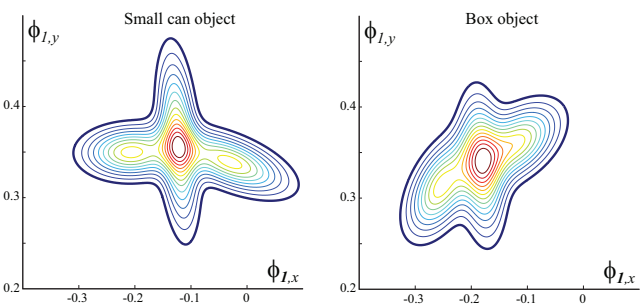 Small can object
ϕ1,y
0.4
0.3
0.2
-0.3 -0.2 -0.1 0
ϕ1,x
Box object
ϕ1,y
0.4
0.3
0.2
-0.3 -0.2 -0.1 0
ϕ1,x